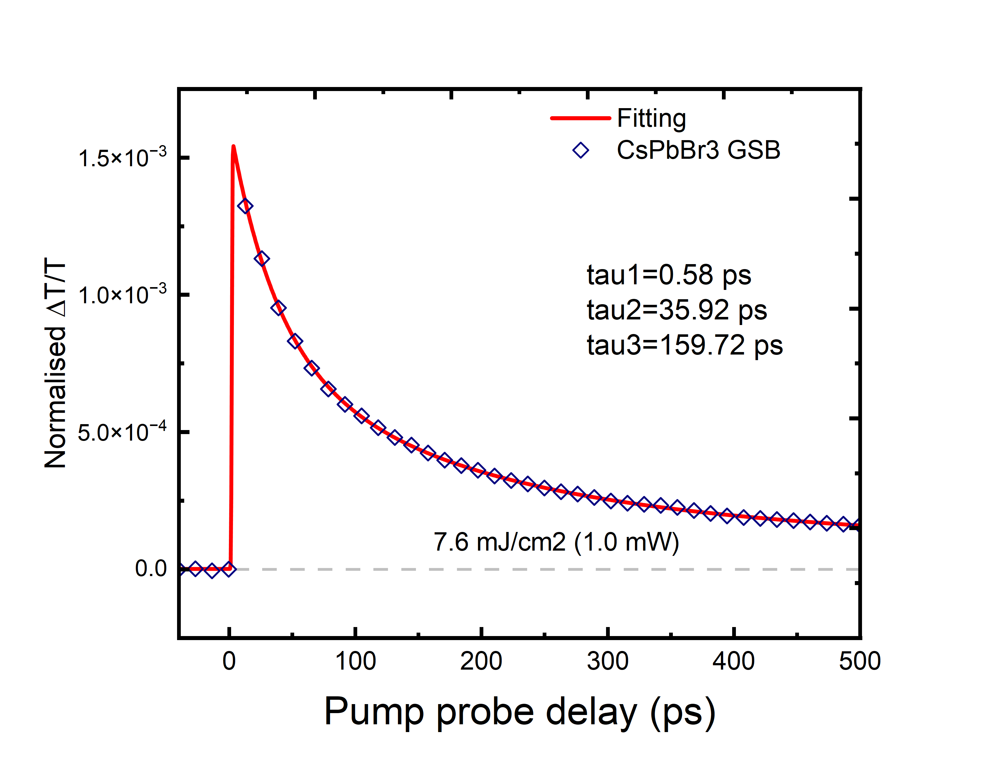 Fitting
CsPbBr3 GSB
1.5×10⁻³
1.0×10⁻³
5.0×10⁻⁴
0.0
Normalised ΔT/T
tau1=0.58 ps
tau2=35.92 ps
tau3=159.72 ps
7.6 mJ/cm2 (1.0 mW)
0 100 200 300 400 500
Pump probe delay (ps)